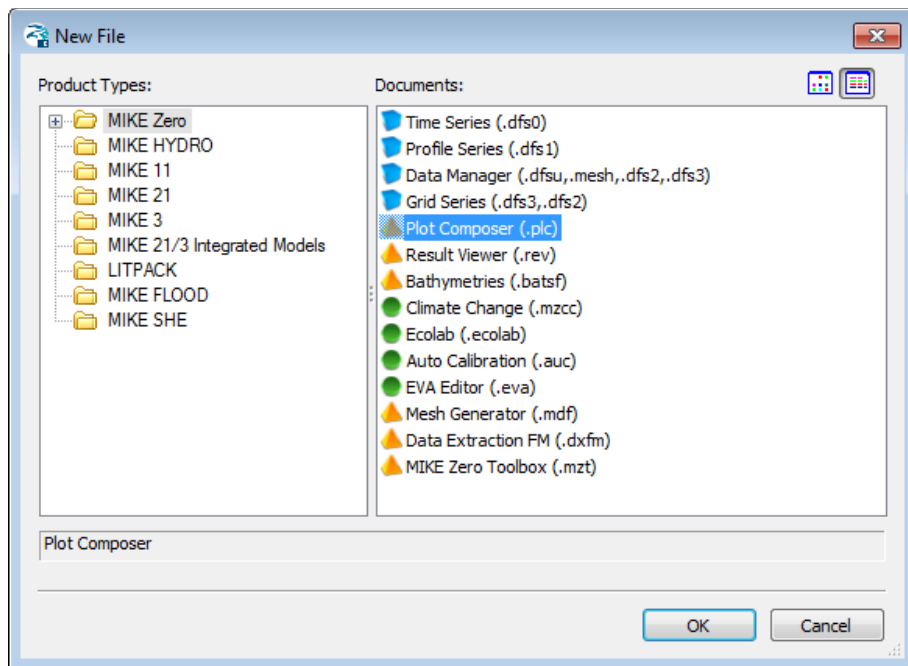 New File
Product Types:
MIKE Zero
MIKE HYDRO
MIKE 11
MIKE 21
MIKE 3
MIKE 21/3 Integrated Models
LITPACK
MIKE FLOOD
MIKE SHE
Documents:
Time Series (.dfs0)
Profile Series (.dfs1)
Data Manager (.dfsu,.mesh,.dfs2,.dfs3)
Grid Series (.dfs3,.dfs2)
Plot Composer (.plc)
Result Viewer (.rev)
Bathymetries (.batsf)
Climate Change (.mzcc)
Ecolab (.ecolab)
Auto Calibration (.auc)
EVA Editor (.eva)
Mesh Generator (.mdf)
Data Extraction FM (.dxfm)
MIKE Zero Toolbox (.mzt)
Plot Composer
OK
Cancel